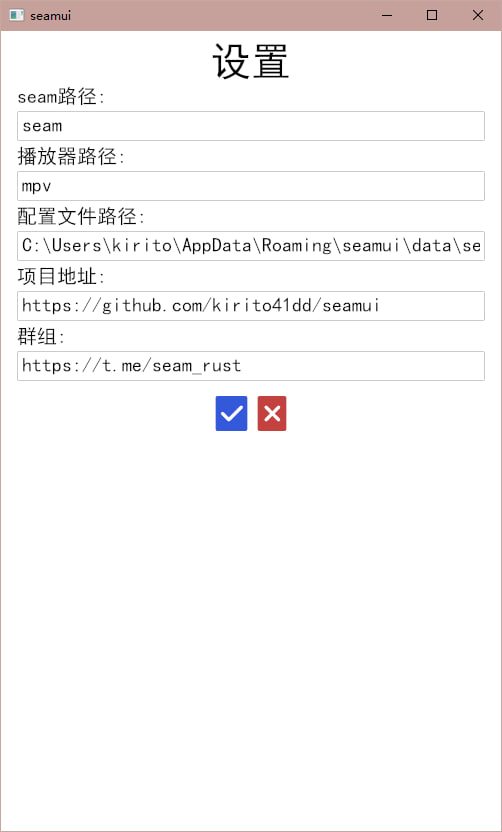 seamui
设置
seam路径:
seam
播放器路径:
mpv
配置文件路径:
C:\Users\kirito\AppData\Roaming\seamui\data\se
项目地址:
https://github.com/kirito41dd/seamui
群组:
https://t.me/seam_rust